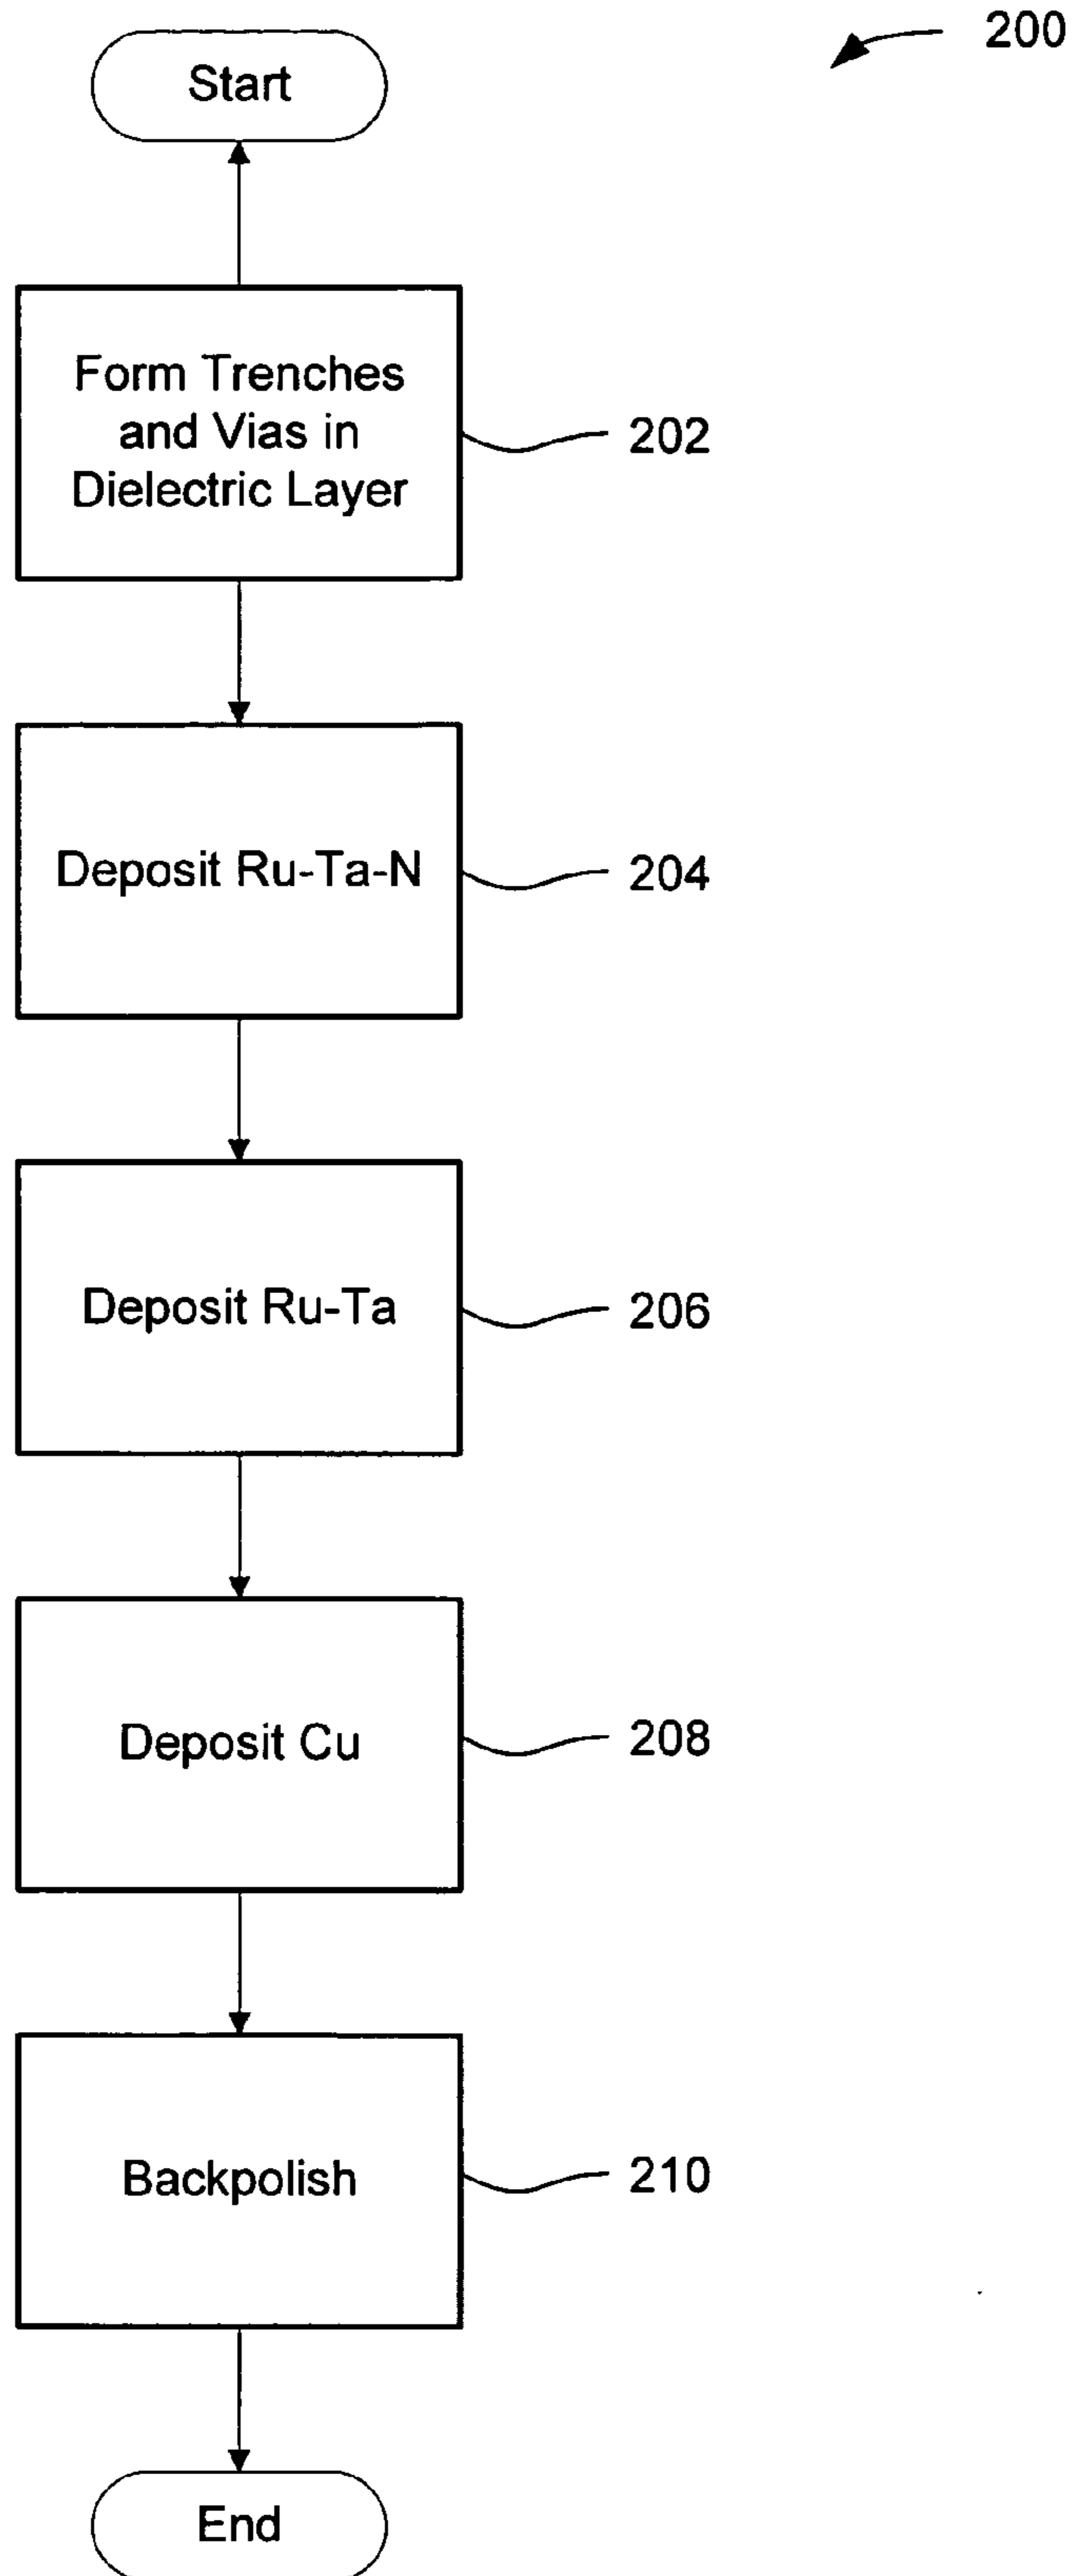 200
Start
Form Trenches
and Vias in
Dielectric Layer
202
Deposit Ru-Ta-N
204
Deposit Ru-Ta
206
Deposit Cu
208
Backpolish
210
End